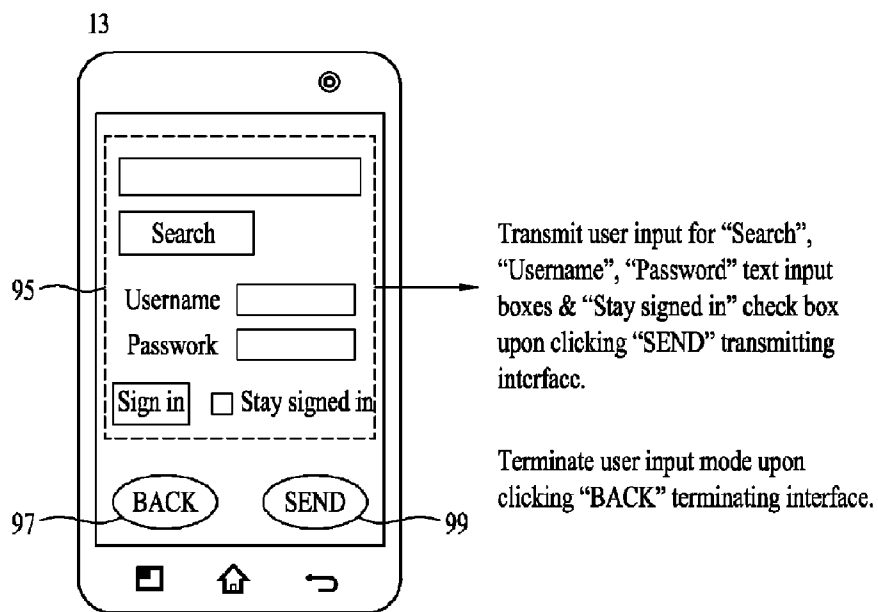 13
Search
95
Username
Passwork
Sign in
Stay signed in
BACK
SEND
97
99
Transmit user input for “Search”,
“Username”, “Password” text input
boxes & “Stay signed in” check box
upon clicking “SEND” transmitting
interface.
Terminate user input mode upon
clicking “BACK” terminating interface.